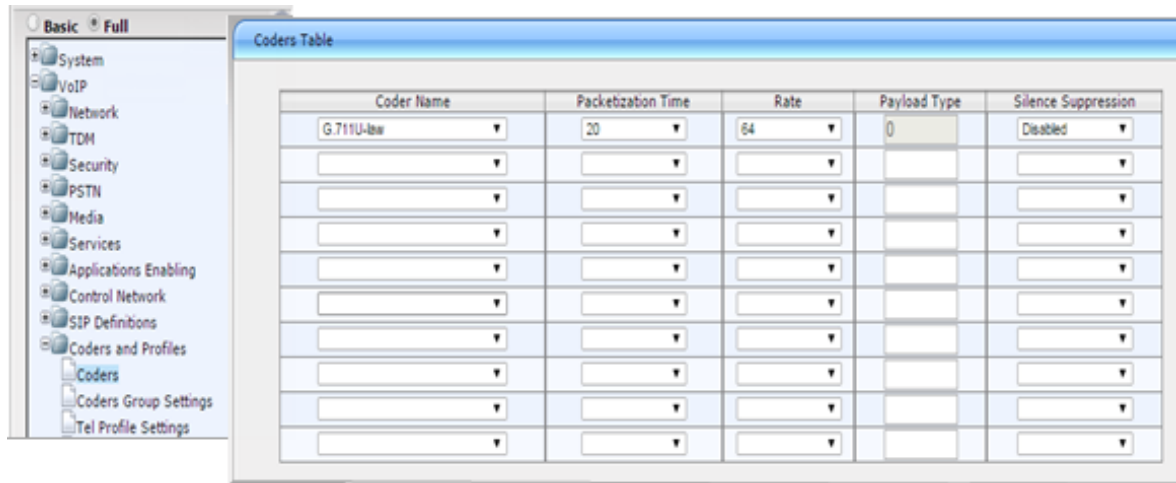 Basic Full
System
VoIP
Network
TDM
Security
PSTN
Media
Services
Applications Enabling
Control Network
SIP Definitions
Coders and Profiles
Coders
Coders Group Settings
Tel Profile Settings
Coders Table
Coder Name Packetization Time Rate Payload Type Silence Suppression
G.711U-law 20 64 0 Disabled